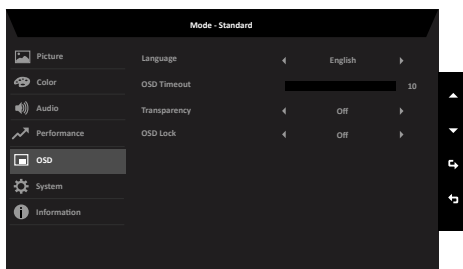 Mode - Standard
Picture
Language English
Color
OSD Timeout 10
Audio
Transparency Off
Performance
OSD Lock Off
OSD
System
Information